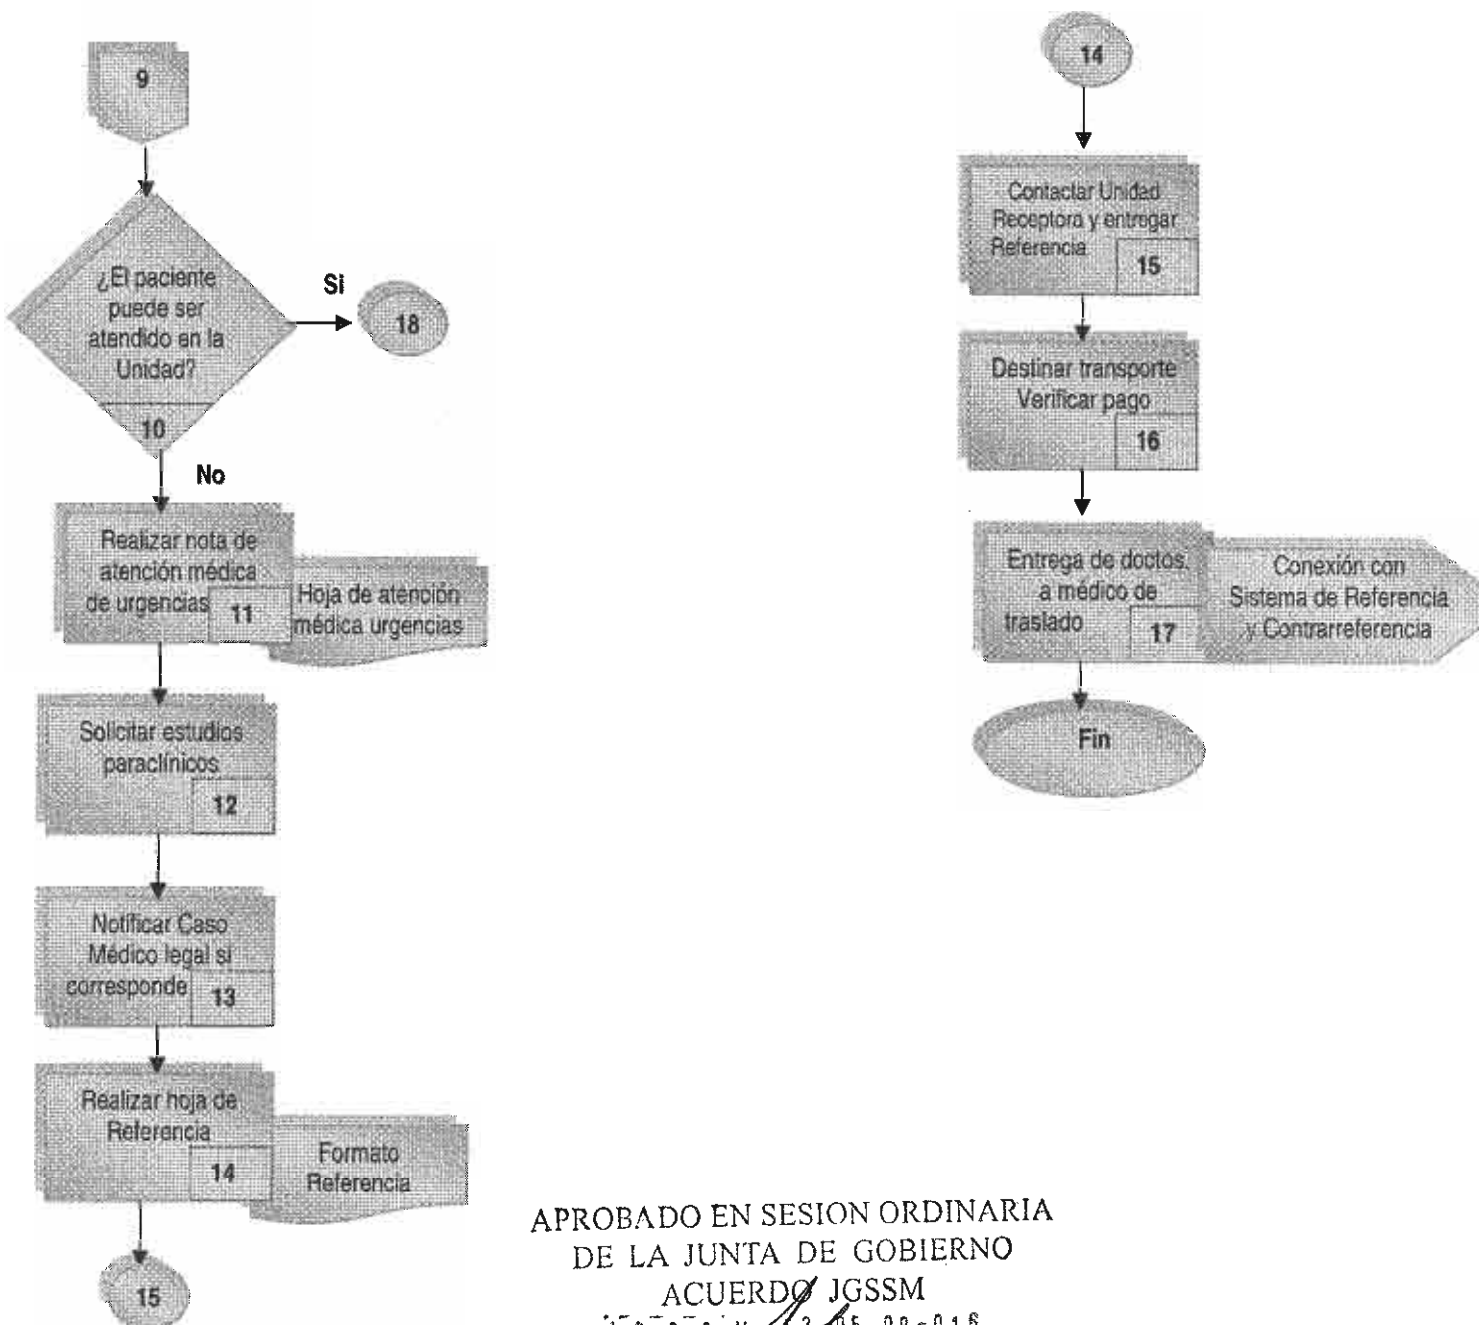 9
¿El paciente
puede ser
atendido en la
Unidad?
10
Si
18
No
Realizar nota de
atención médica
de urgencias
11
Hoja de atención
médica urgencias
Solicitar estudios
paraclínicos
12
Notificar Caso
Médico legal si
corresponde
13
Realizar hoja de
Referencia
14
Formato
Referencia
15
14
Contactar Unidad
Receptora y entregar
Referencia
15
Destinar transporte
Verificar pago
16
Entrega de doctos.
a médico de
traslado
17
Conexión con
Sistema de Referencia
y Contrarreferencia
Fin
APROBADO EN SESION ORDINARIA
DE LA JUNTA DE GOBIERNO
ACUERDO JGSSM